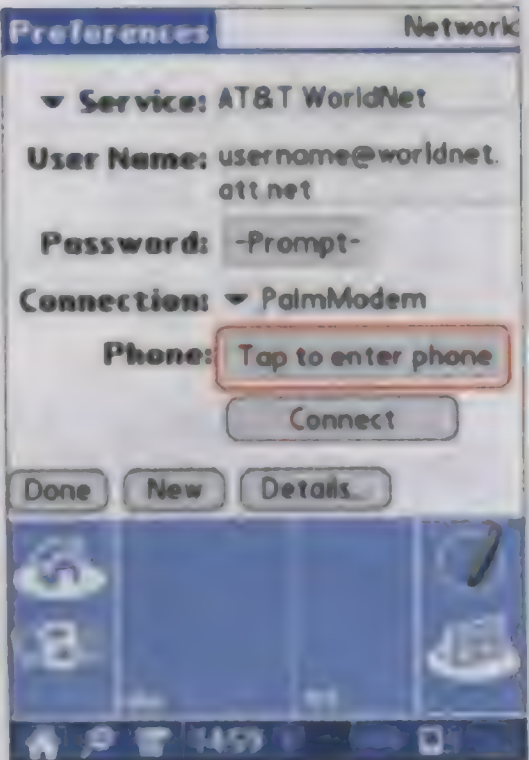 Preferences
Network
Service: AT&T WorldNet
User Name: username@worldnet.
att net
Password: -Prompt-
Connection: PalmModem
Phone: Tap to enter phone
Connect
Done New Details...